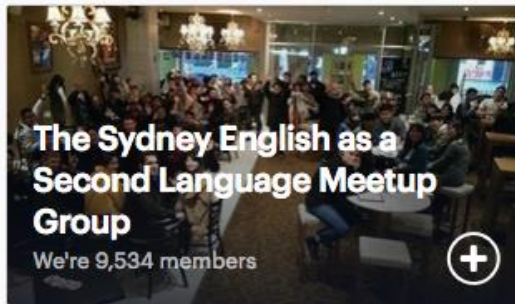 The Sydney English as a
Second Language Meetup
Group
We're 9,534 members